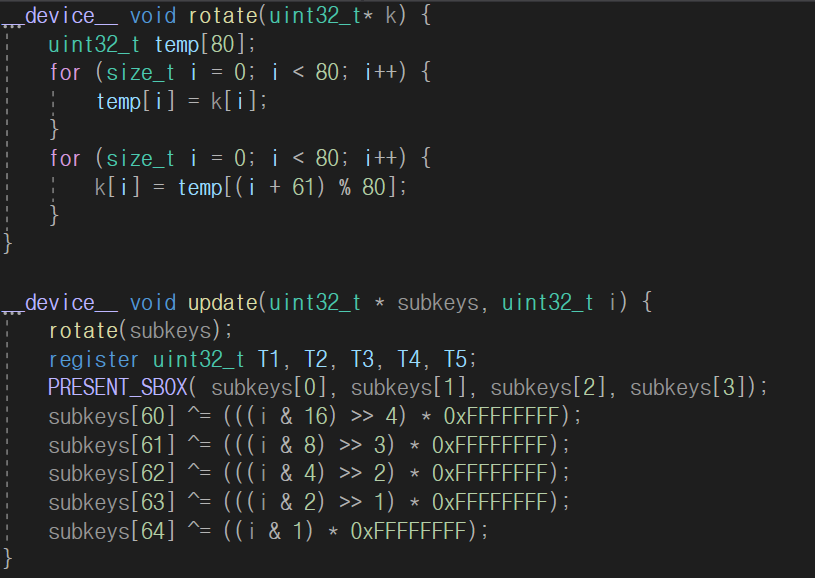 __device__ void rotate(uint32_t* k) {
    uint32_t temp[80];
    for (size_t i = 0; i < 80; i++) {
        temp[i] = k[i];
    }
    for (size_t i = 0; i < 80; i++) {
        k[i] = temp[(i + 61) % 80];
    }
}

__device__ void update(uint32_t * subkeys, uint32_t i) {
    rotate(subkeys);
    register uint32_t T1, T2, T3, T4, T5;
    PRESENT_SBOX( subkeys[0], subkeys[1], subkeys[2], subkeys[3]);
    subkeys[60] ^= (((i & 16) >> 4) * 0xFFFFFFFF);
    subkeys[61] ^= (((i & 8) >> 3) * 0xFFFFFFFF);
    subkeys[62] ^= (((i & 4) >> 2) * 0xFFFFFFFF);
    subkeys[63] ^= (((i & 2) >> 1) * 0xFFFFFFFF);
    subkeys[64] ^= ((i & 1) * 0xFFFFFFFF);
}